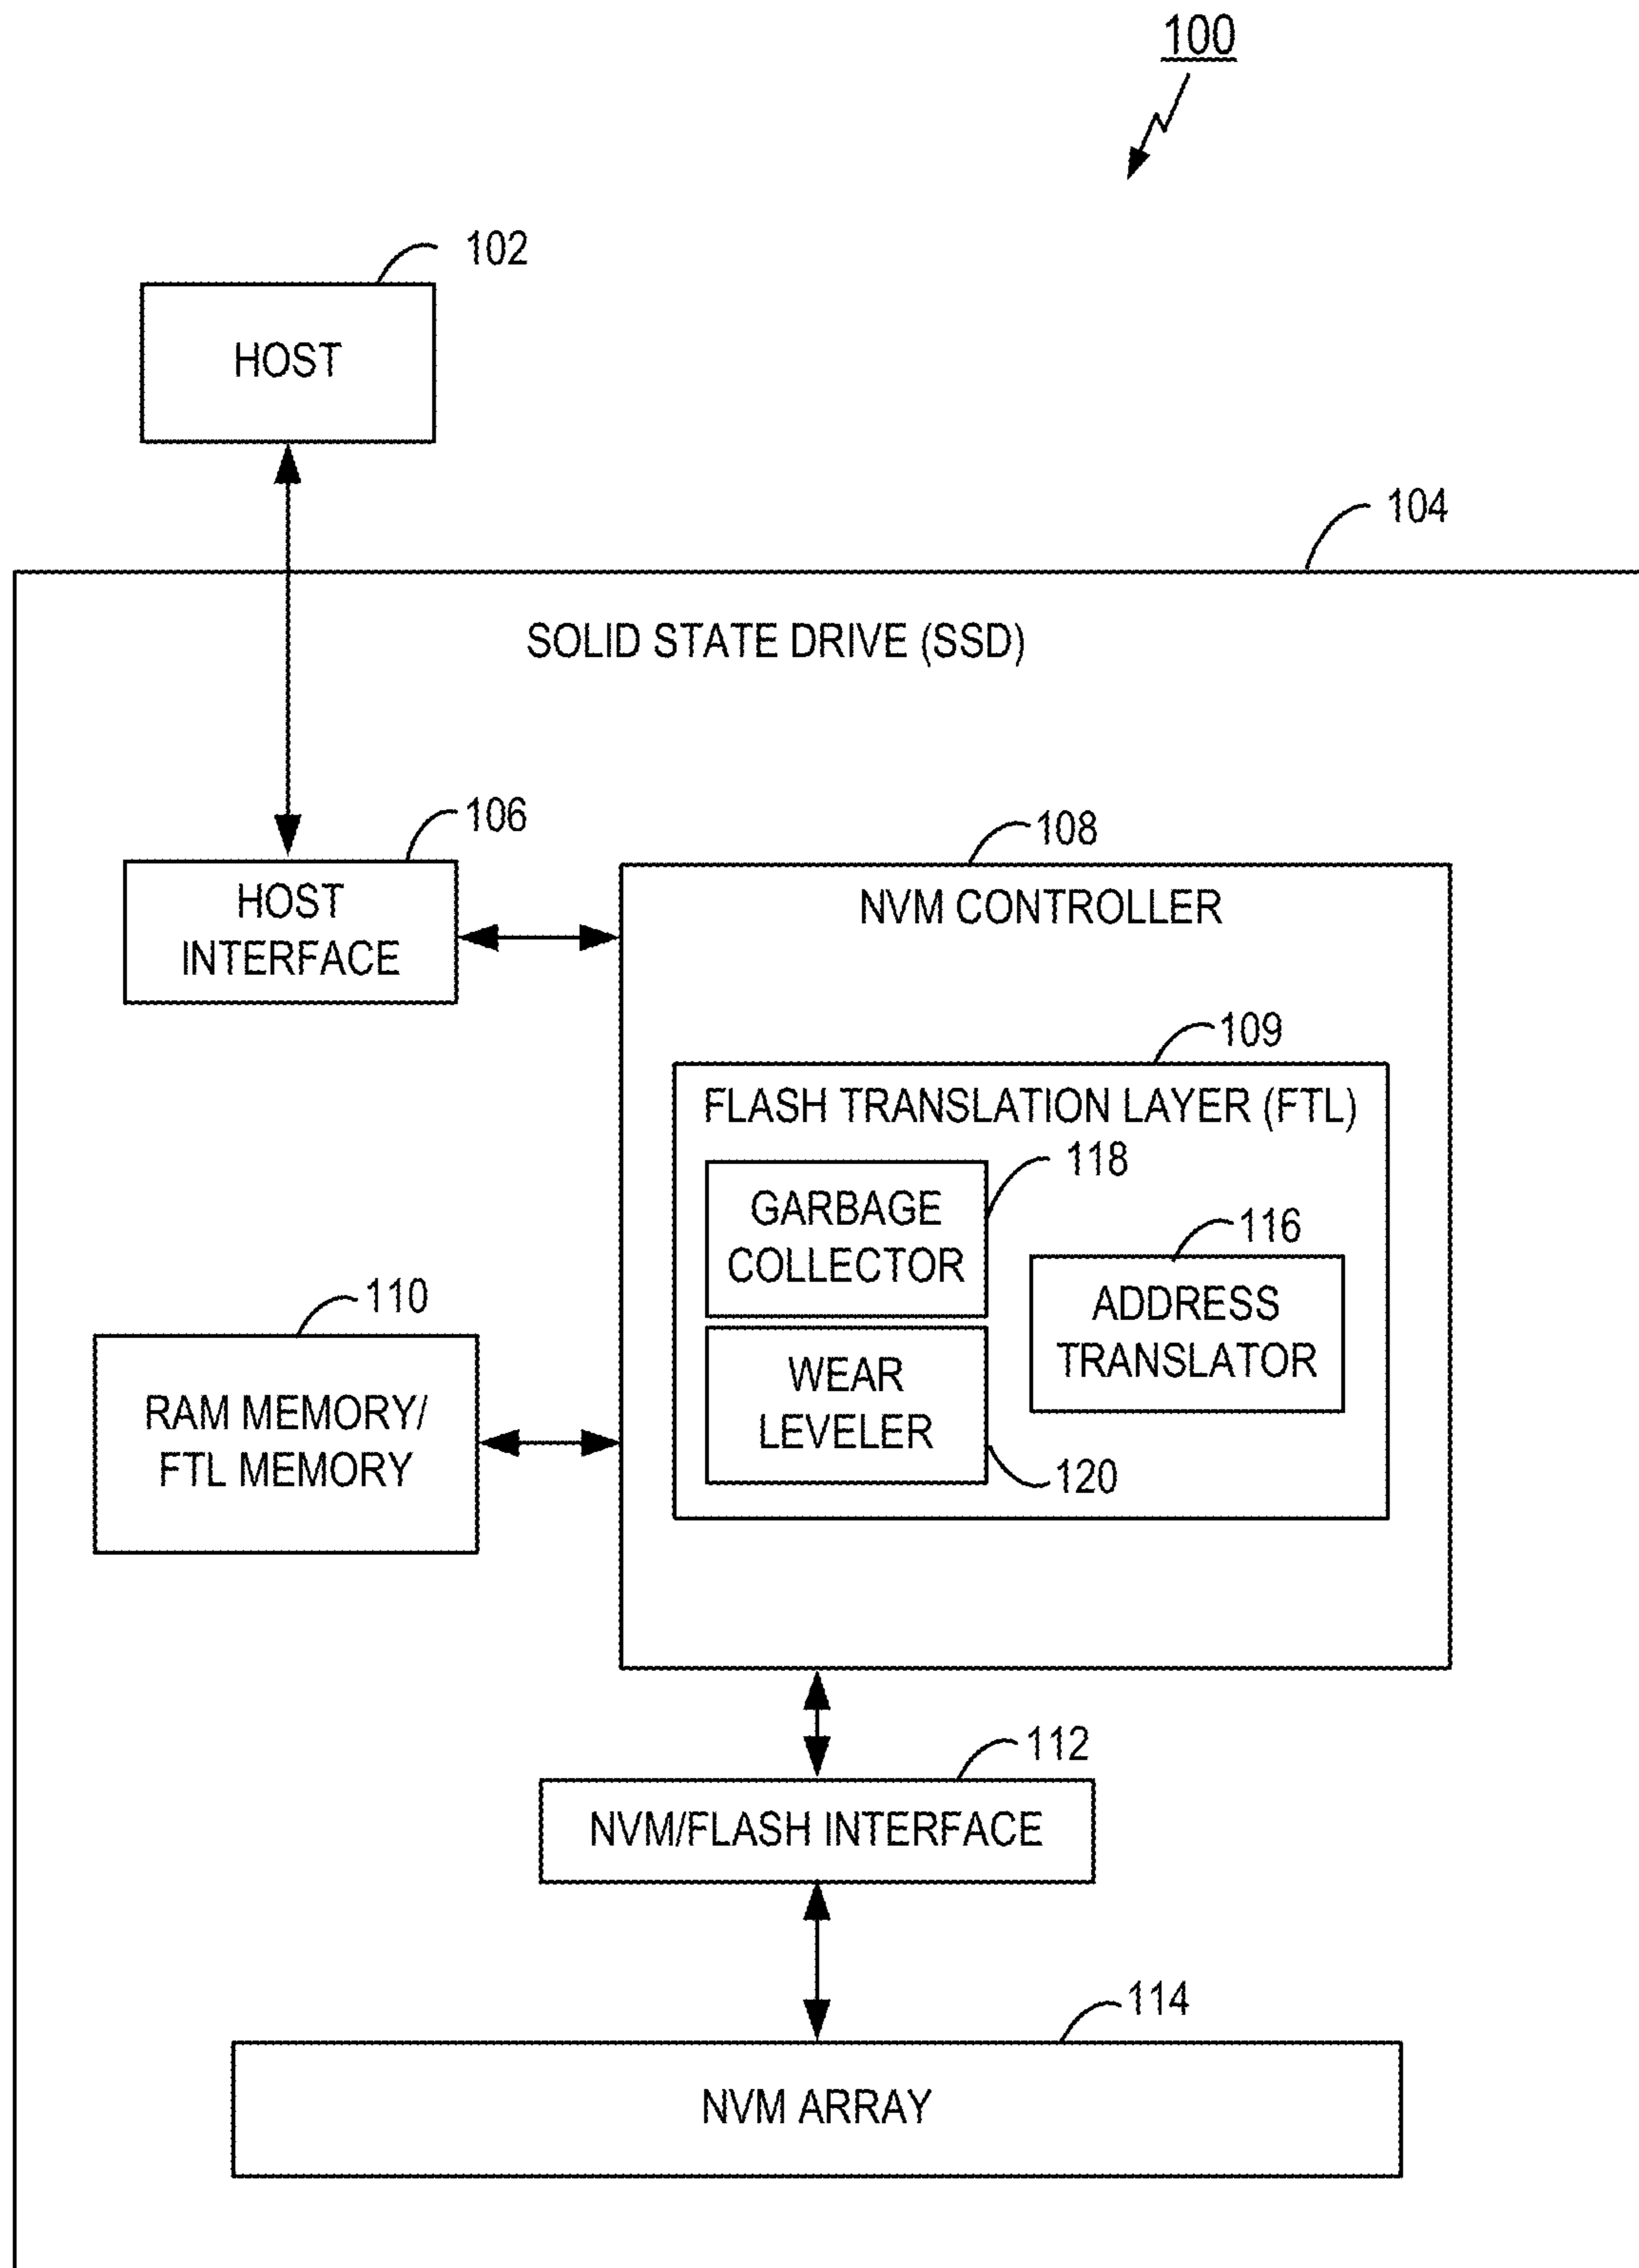 100
102
HOST
104
SOLID STATE DRIVE (SSD)
106
HOST
INTERFACE
108
NVM CONTROLLER
109
FLASH TRANSLATION LAYER (FTL)
118
GARBAGE
COLLECTOR
116
ADDRESS
TRANSLATOR
110
RAM MEMORY/
FTL MEMORY
WEAR
LEVELER
120
112
NVM/FLASH INTERFACE
114
NVM ARRAY